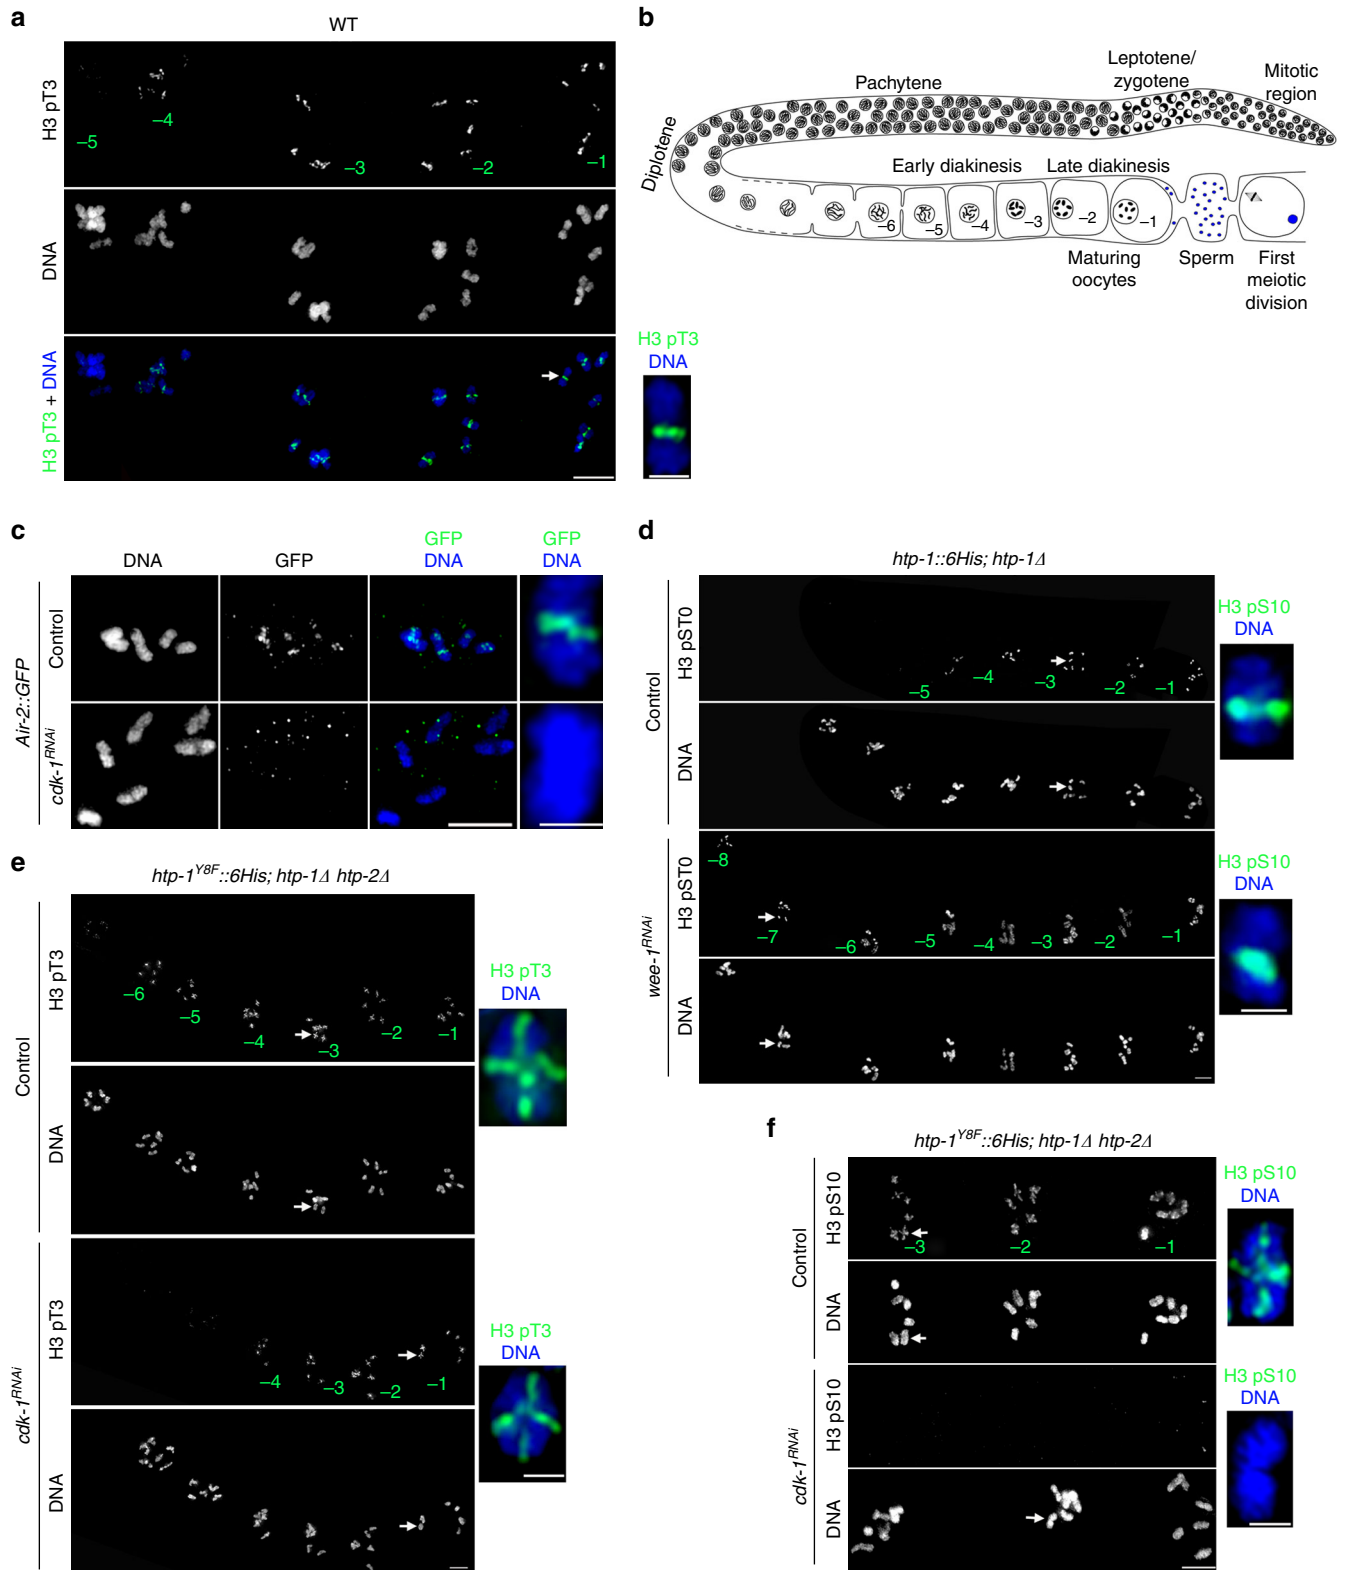 a
WT
H3 pT3
–5
–4
–3
–2
–1
DNA
H3 pT3 + DNA
H3 pT3
DNA
b
Pachytene
Leptotene/
zygotene
Mitotic
region
Diplotene
Early diakinesis
Late diakinesis
–6
–5
–4
–3
–2
–1
Maturing
oocytes
Sperm
First
meiotic
division
c
DNA
GFP
GFP
DNA
GFP
DNA
Air-2::GFP
Control
cdk-1RNAi
d
htp-1::6His; htp-1Δ
Control
H3 pST0
–5
–4
–3
–2
–1
DNA
H3 pS10
DNA
wee-1RNAi
H3 pST0
–8
–7
–6
–5
–4
–3
–2
–1
DNA
H3 pS10
DNA
e
htp-1Y8F::6His; htp-1Δ htp-2Δ
Control
H3 pT3
–6
–5
–4
–3
–2
–1
DNA
H3 pT3
DNA
cdk-1RNAi
H3 pT3
–4
–3
–2
–1
DNA
H3 pT3
DNA
f
htp-1Y8F::6His; htp-1Δ htp-2Δ
Control
H3 pS10
–3
–2
–1
DNA
H3 pS10
DNA
cdk-1RNAi
H3 pS10
DNA
H3 pS10
DNA